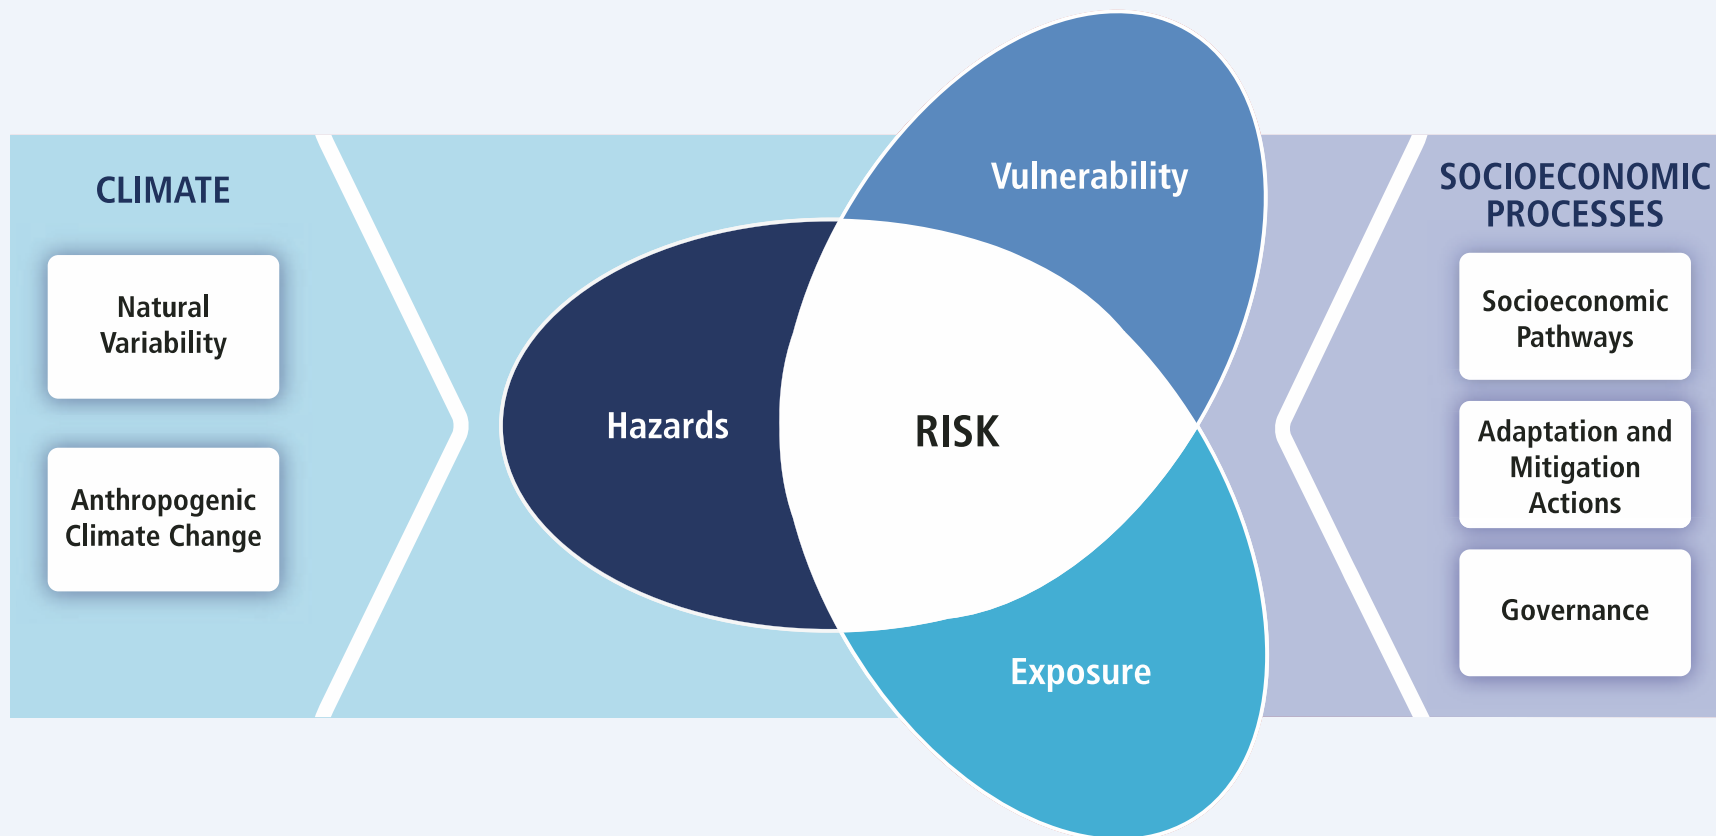 CLIMATE
Natural
Variability
Anthropogenic
Climate Change
Hazards
Vulnerability
RISK
Exposure
SOCIOECONOMIC
PROCESSES
Socioeconomic
Pathways
Adaptation and
Mitigation
Actions
Governance